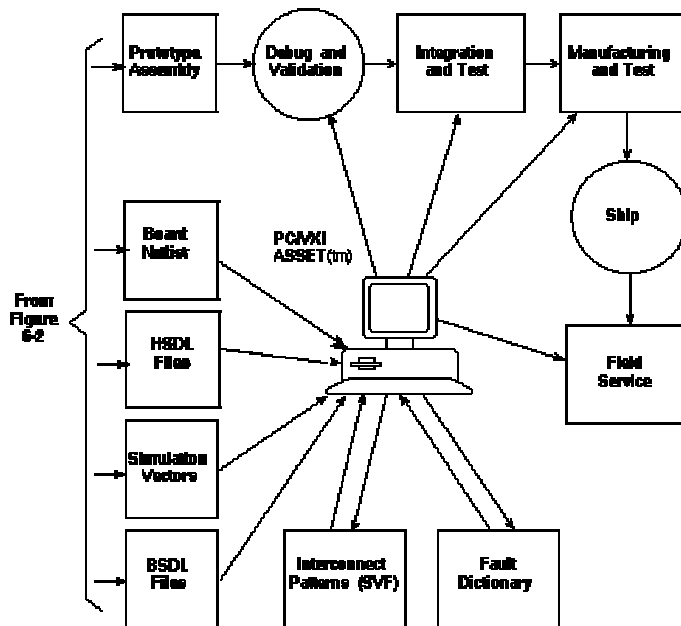 Prototype
Assembly
Debug and
Validation
Integration
and Test
Manufacturing
and Test
Board
Netlist
PC/VXI
ASSET(tm)
Ship
From
Figure
6-2
HSDL
Files
Field
Service
Simulation
Vectors
BSDL
Files
Interconnect
Patterns (SVF)
Fault
Dictionary